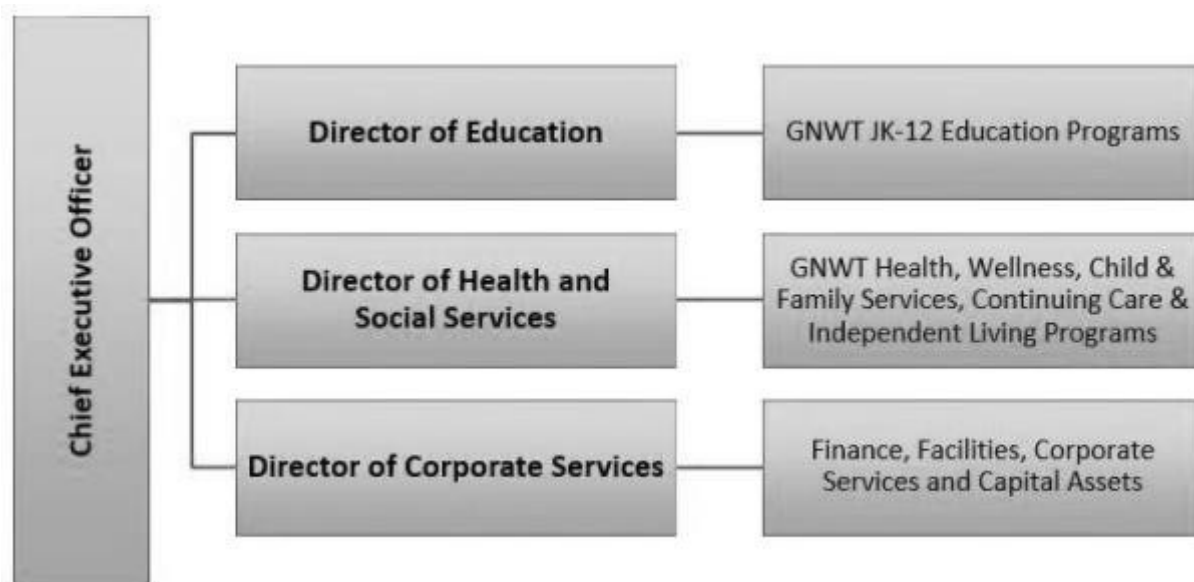 Chief Executive Officer
Director of Education
GNWT JK-12 Education Programs
Director of Health and
Social Services
GNWT Health, Wellness, Child &
Family Services, Continuing Care &
Independent Living Programs
Director of Corporate Services
Finance, Facilities, Corporate
Services and Capital Assets